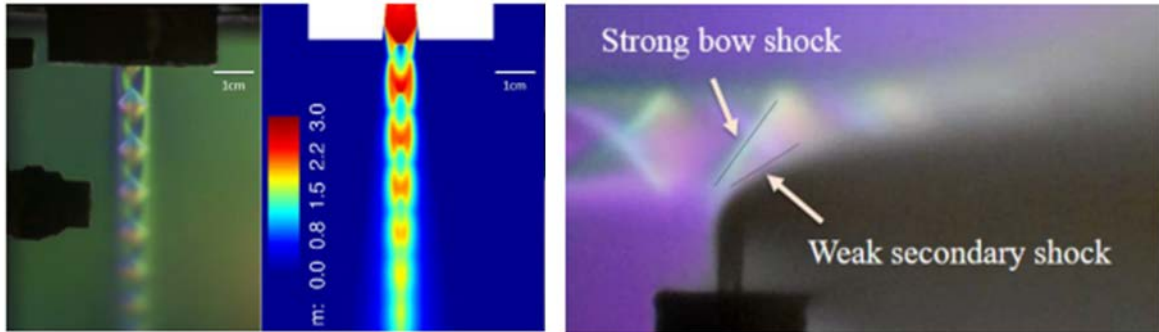 1cm
1cm
m: 0.0 0.8 1.5 2.2 3.0
Strong bow shock
Weak secondary shock